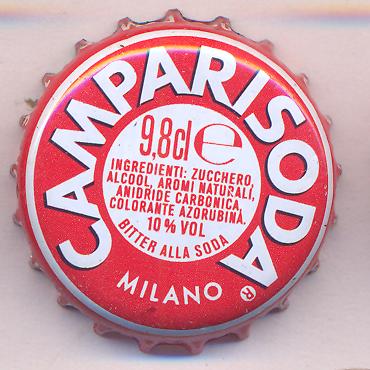 CAMPARISODA
9,8cl e
INGREDIENTI: ZUCCHERO,
ALCOOL, AROMI NATURALI,
ANIDRIDE CARBONICA,
COLORANTE AZORUBINA.
10% VOL
BITTER ALLA SODA
MILANO ®